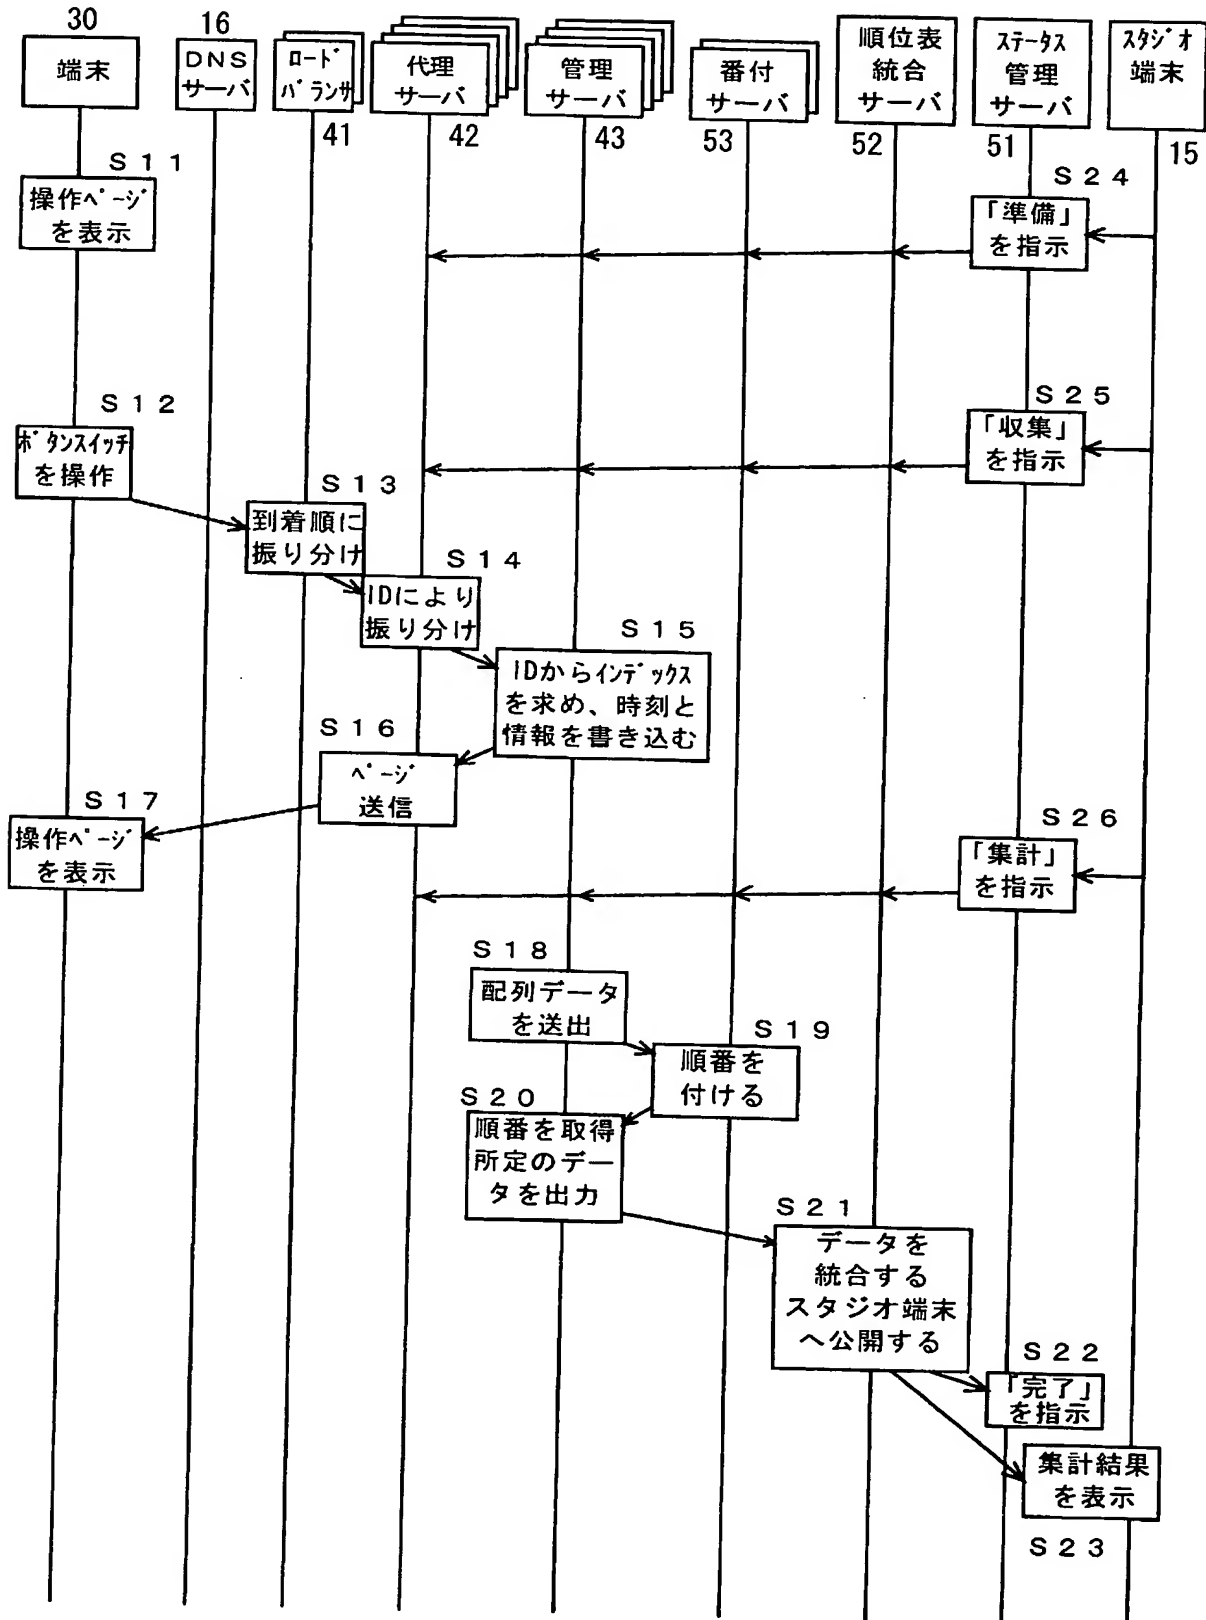 30
端末
16
DNS
サーバ
ロード
バランサ
41
代理
サーバ
42
管理
サーバ
43
番付
サーバ
53
順位表
統合
サーバ
52
ステータス
管理
サーバ
51
スタジオ
端末
15
S11
操作ページ
を表示
S24
「準備」
を指示
S12
ボタンスイッチ
を操作
S25
「収集」
を指示
S13
到着順に
振り分け
S14
IDにより
振り分け
S15
IDからインデックス
を求め、時刻と
情報を書き込む
S16
ページ
送信
S17
操作ページ
を表示
S26
「集計」
を指示
S18
配列データ
を送出
S19
順番を
付ける
S20
順番を取得
所定のデー
タを出力
S21
データを
統合する
スタジオ端末
へ公開する
S22
「完了」
を指示
集計結果
を表示
S23